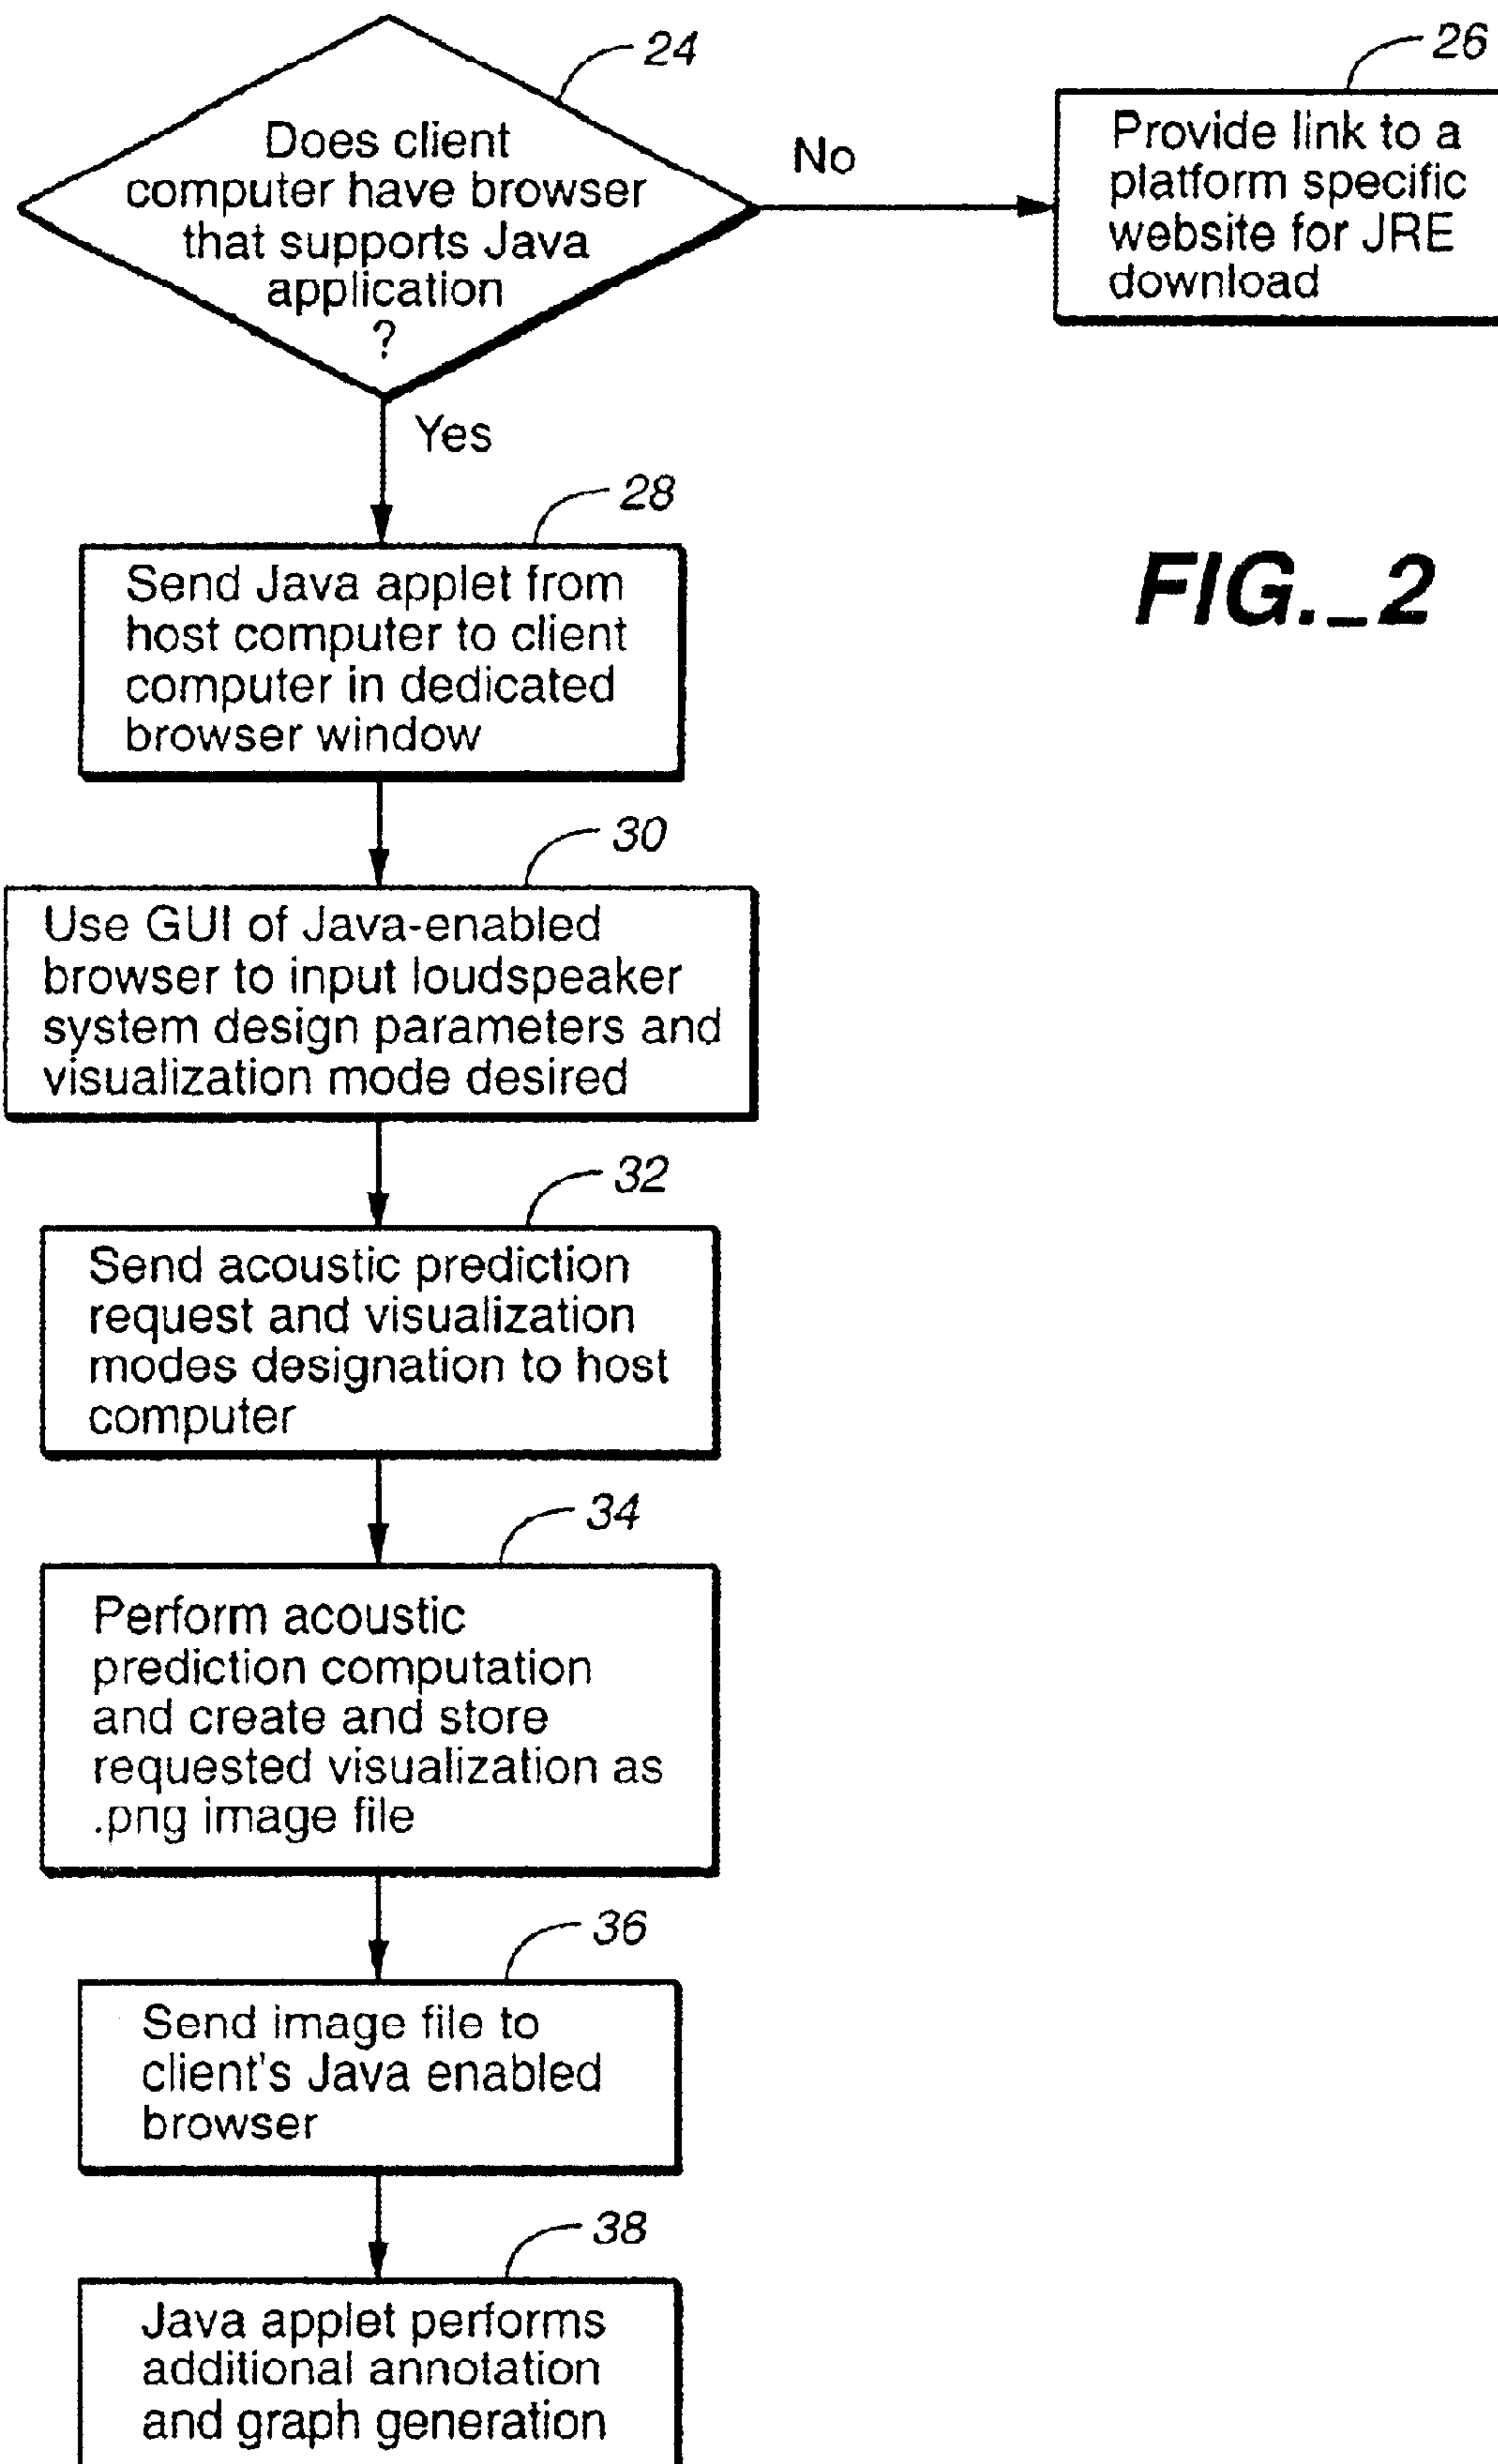 24
Does client
computer have browser
that supports Java
application
?
No
26
Provide link to a
platform specific
website for JRE
download
Yes
28
Send Java applet from
host computer to client
computer in dedicated
browser window
FIG._2
30
Use GUI of Java-enabled
browser to input loudspeaker
system design parameters and
visualization mode desired
32
Send acoustic prediction
request and visualization
modes designation to host
computer
34
Perform acoustic
prediction computation
and create and store
requested visualization as
.png image file
36
Send image file to
client's Java enabled
browser
38
Java applet performs
additional annotation
and graph generation